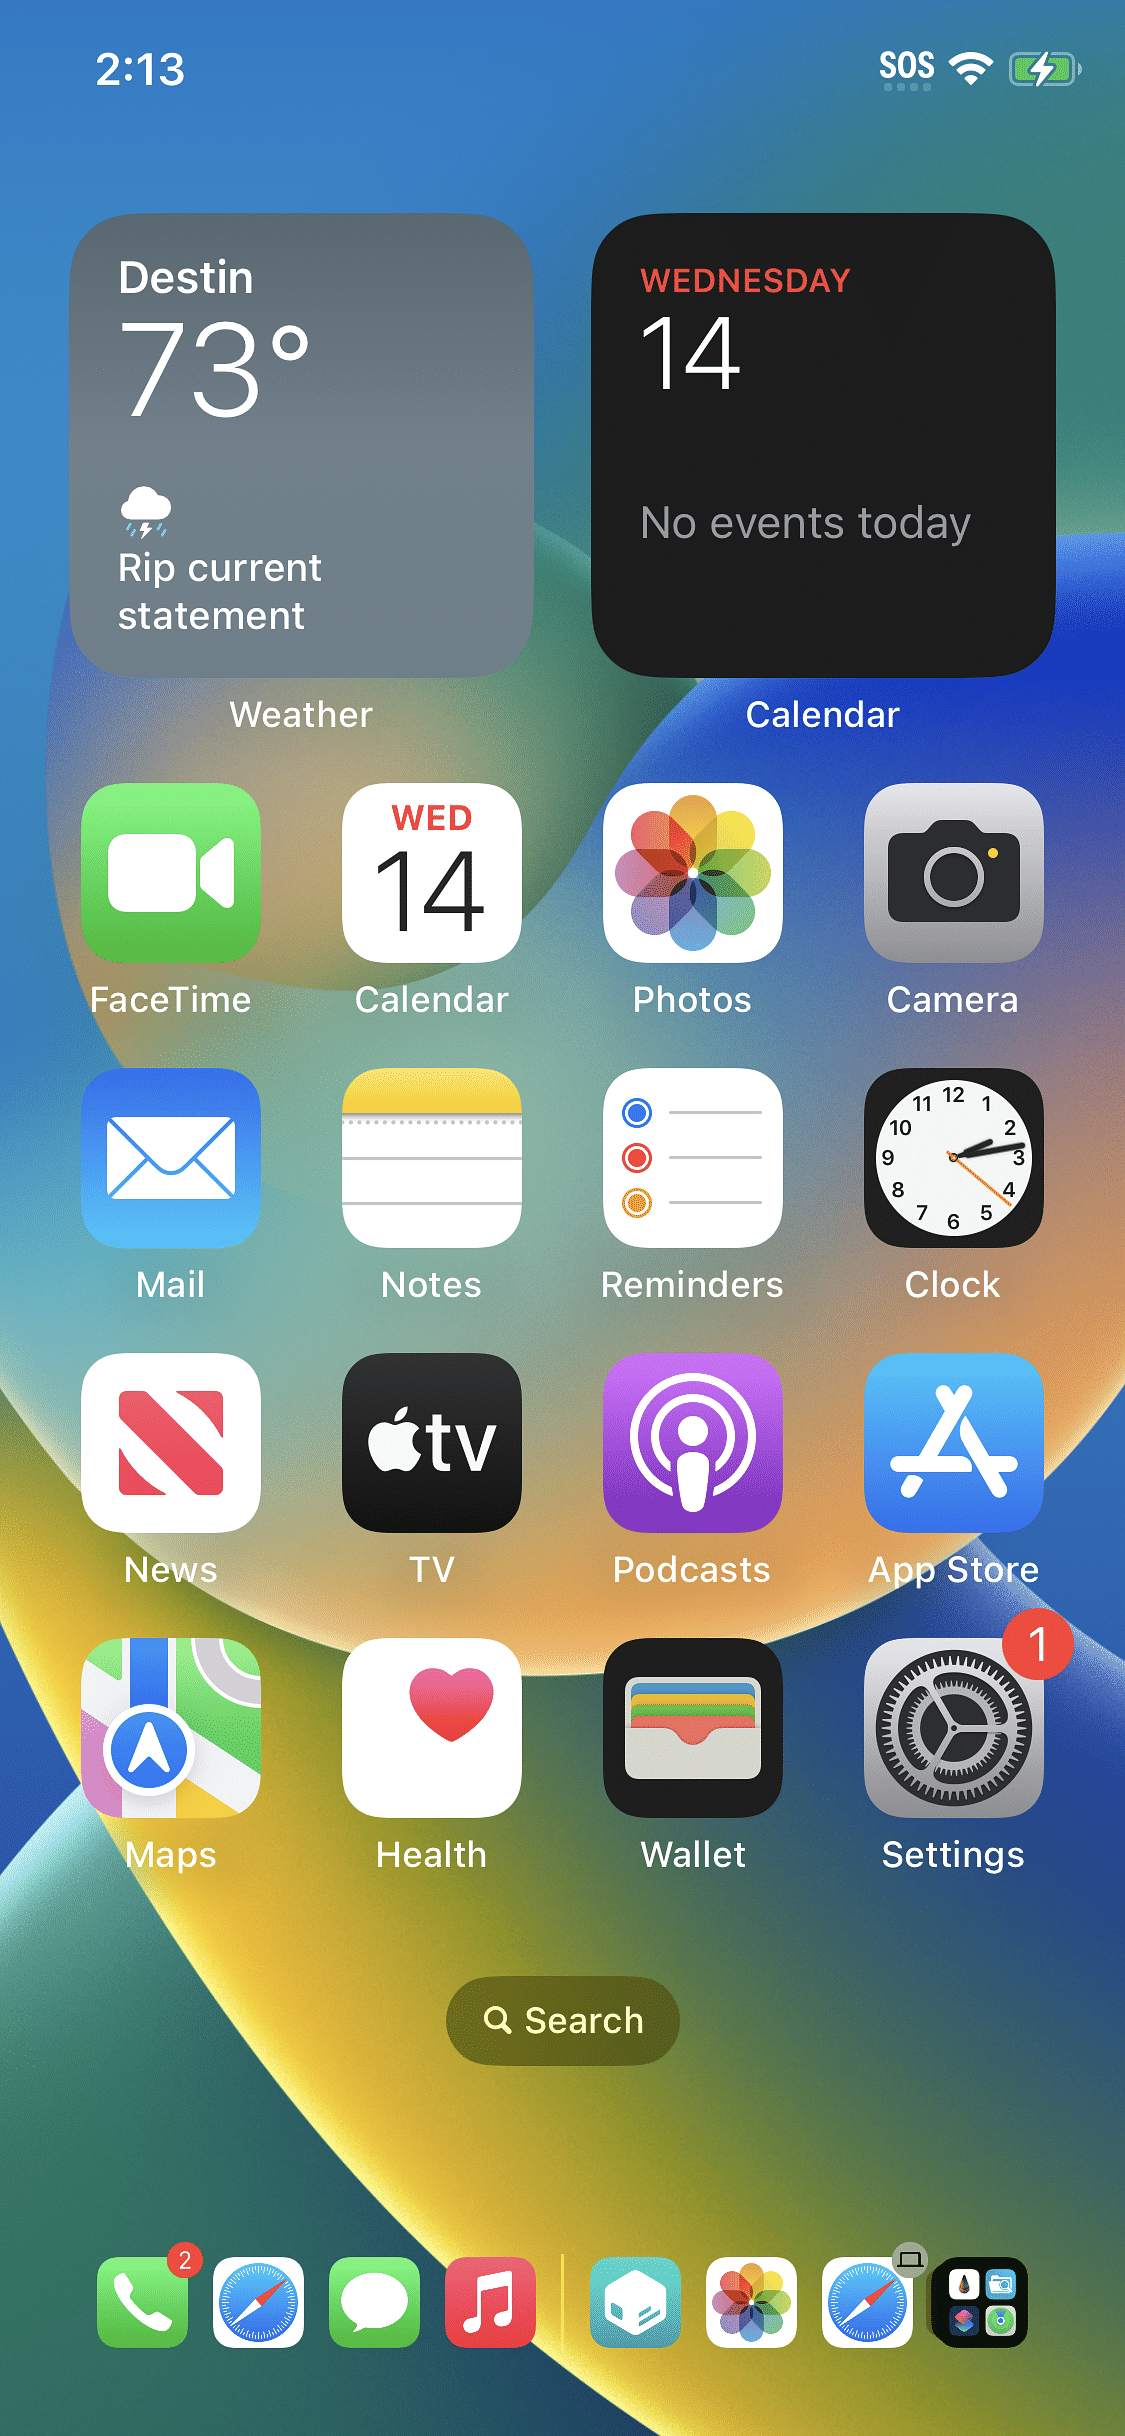 2:13
SOS
Destin
73°
Rip current
statement
Weather
WEDNESDAY
14
No events today
Calendar
FaceTime
WED
14
Calendar
Photos
Camera
Mail
Notes
Reminders
12
1
2
3
4
5
6
7
8
9
10
11
Clock
News
tv
TV
Podcasts
App Store
Maps
Health
Wallet
1
Settings
Search
2